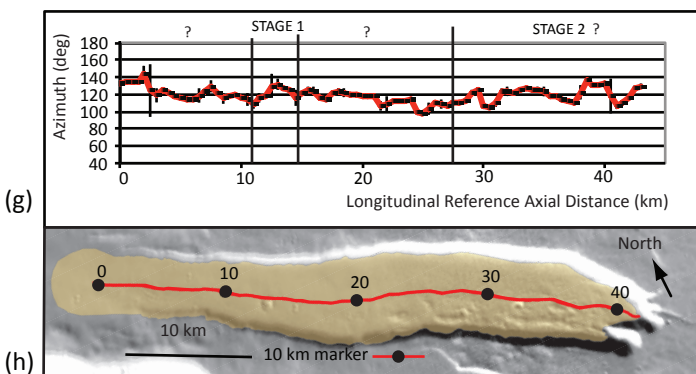 ? STAGE 1 ? STAGE 2 ?
180
160
140
120
100
80
60
40
Azimuth (deg)
0 10 20 30 40
Longitudinal Reference Axial Distance (km)
(g)
North
0 10 20 30 40
10 km
10 km marker
(h)